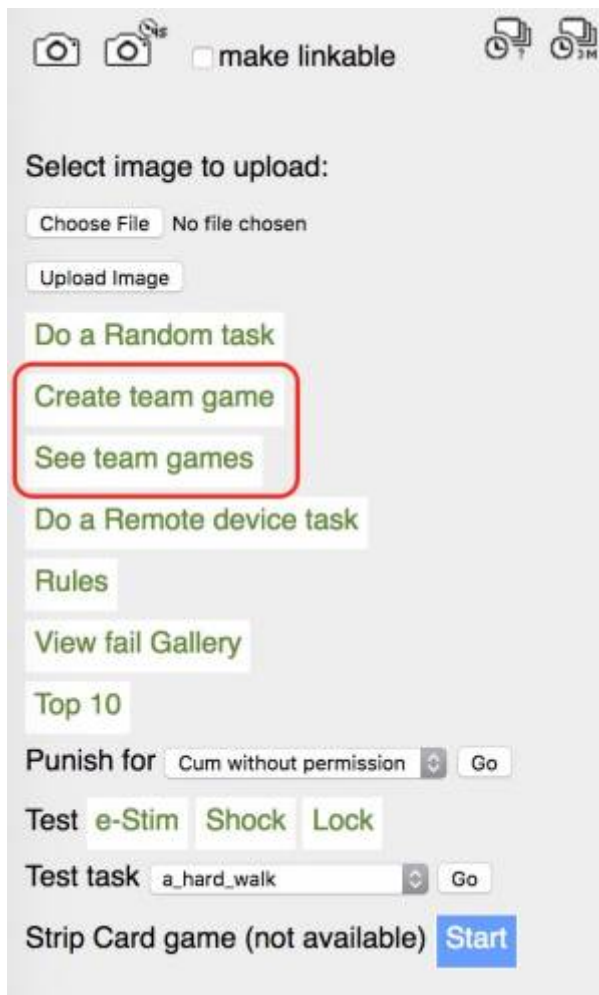 make linkable
Select image to upload:
Choose File No file chosen
Upload Image
Do a Random task
Create team game
See team games
Do a Remote device task
Rules
View fail Gallery
Top 10
Punish for Cum without permission Go
Test e-Stim Shock Lock
Test task a_hard_walk Go
Strip Card game (not available) Start